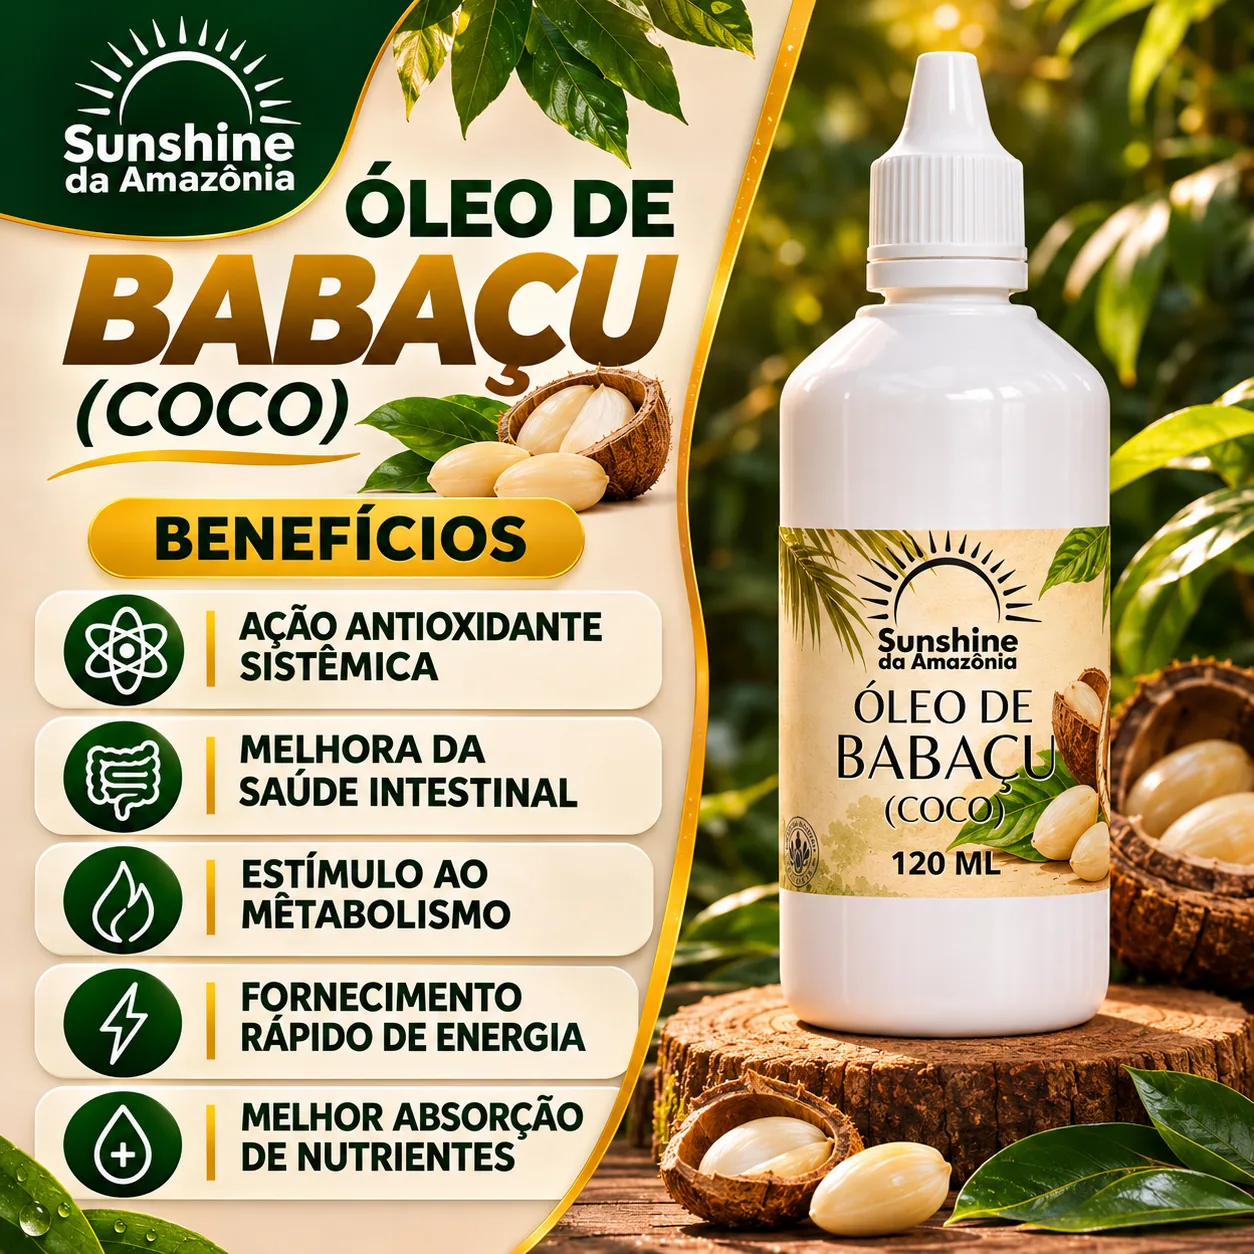 Sunshine
da Amazônia
ÓLEO DE
BABAÇU
(COCO)
BENEFÍCIOS
AÇÃO ANTIOXIDANTE
SISTÊMICA
MELHORA DA
SAÚDE INTESTINAL
ESTÍMULO AO
MÊTABOLISMO
FORNECIMENTO
RÁPIDO DE ENERGIA
MELHOR ABSORÇÃO
DE NUTRIENTES
Sunshine
da Amazônia
ÓLEO DE
BABAÇU
(COCO)
120 ML